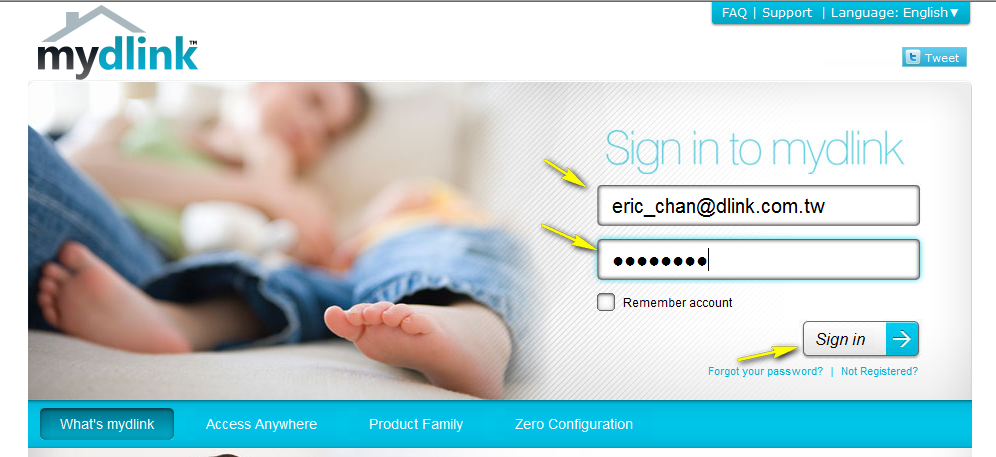 FAQ | Support | Language: English▼
mydlink™
Tweet
Sign in to mydlink
eric_chan@dlink.com.tw
●●●●●●●●
Remember account
Sign in
Forgot your password? | Not Registered?
What's mydlink Access Anywhere Product Family Zero Configuration